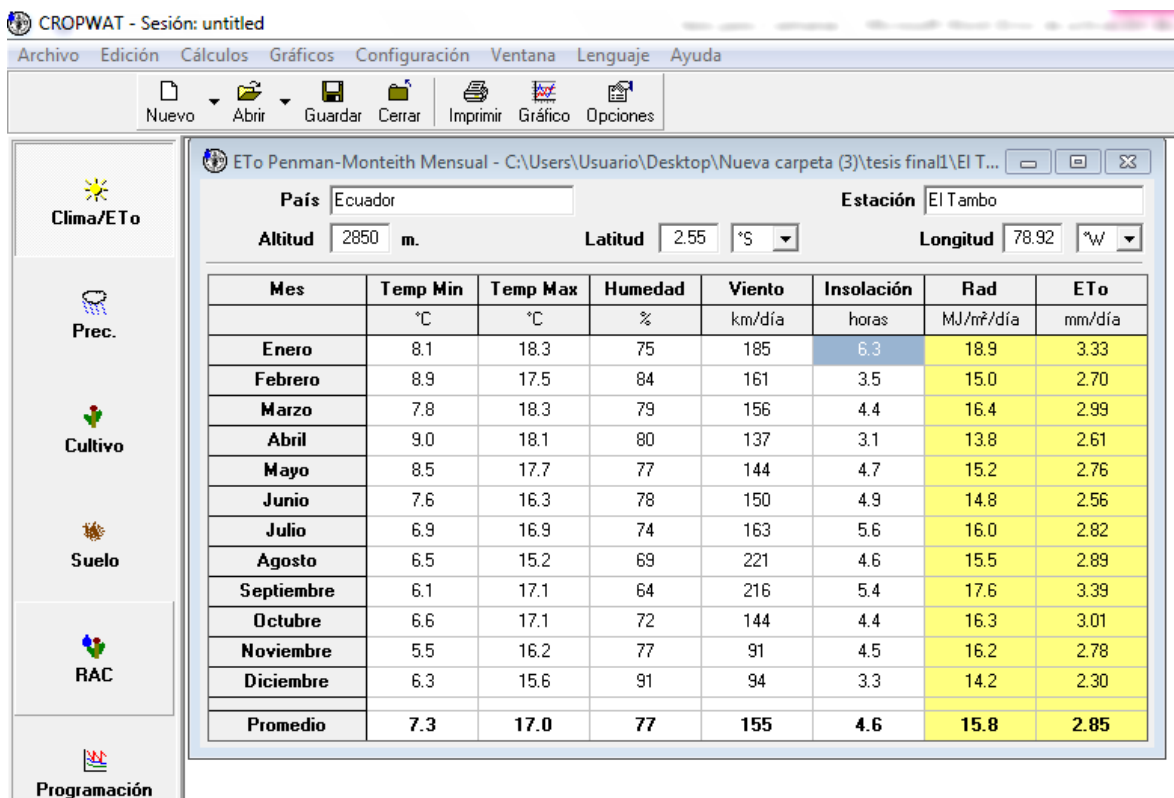 CROPWAT - Sesión: untitled
Archivo Edición Cálculos Gráficos Configuración Ventana Lenguaje Ayuda
Nuevo Abrir Guardar Cerrar Imprimir Gráfico Opciones
Clima/ETo
Prec.
Cultivo
Suelo
RAC
Programación
ETo Penman-Monteith Mensual - C:\Users\Usuario\Desktop\Nueva carpeta (3)\tesis final1\El T...
País Ecuador Estación El Tambo
Altitud 2850 m. Latitud 2.55 °S Longitud 78.92 °W
Mes Temp Min Temp Max Humedad Viento Insolación Rad ETo
°C °C % km/día horas MJ/m²/día mm/día
Enero 8.1 18.3 75 185 6.3 18.9 3.33
Febrero 8.9 17.5 84 161 3.5 15.0 2.70
Marzo 7.8 18.3 79 156 4.4 16.4 2.99
Abril 9.0 18.1 80 137 3.1 13.8 2.61
Mayo 8.5 17.7 77 144 4.7 15.2 2.76
Junio 7.6 16.3 78 150 4.9 14.8 2.56
Julio 6.9 16.9 74 163 5.6 16.0 2.82
Agosto 6.5 15.2 69 221 4.6 15.5 2.89
Septiembre 6.1 17.1 64 216 5.4 17.6 3.39
Octubre 6.6 17.1 72 144 4.4 16.3 3.01
Noviembre 5.5 16.2 77 91 4.5 16.2 2.78
Diciembre 6.3 15.6 91 94 3.3 14.2 2.30
Promedio 7.3 17.0 77 155 4.6 15.8 2.85